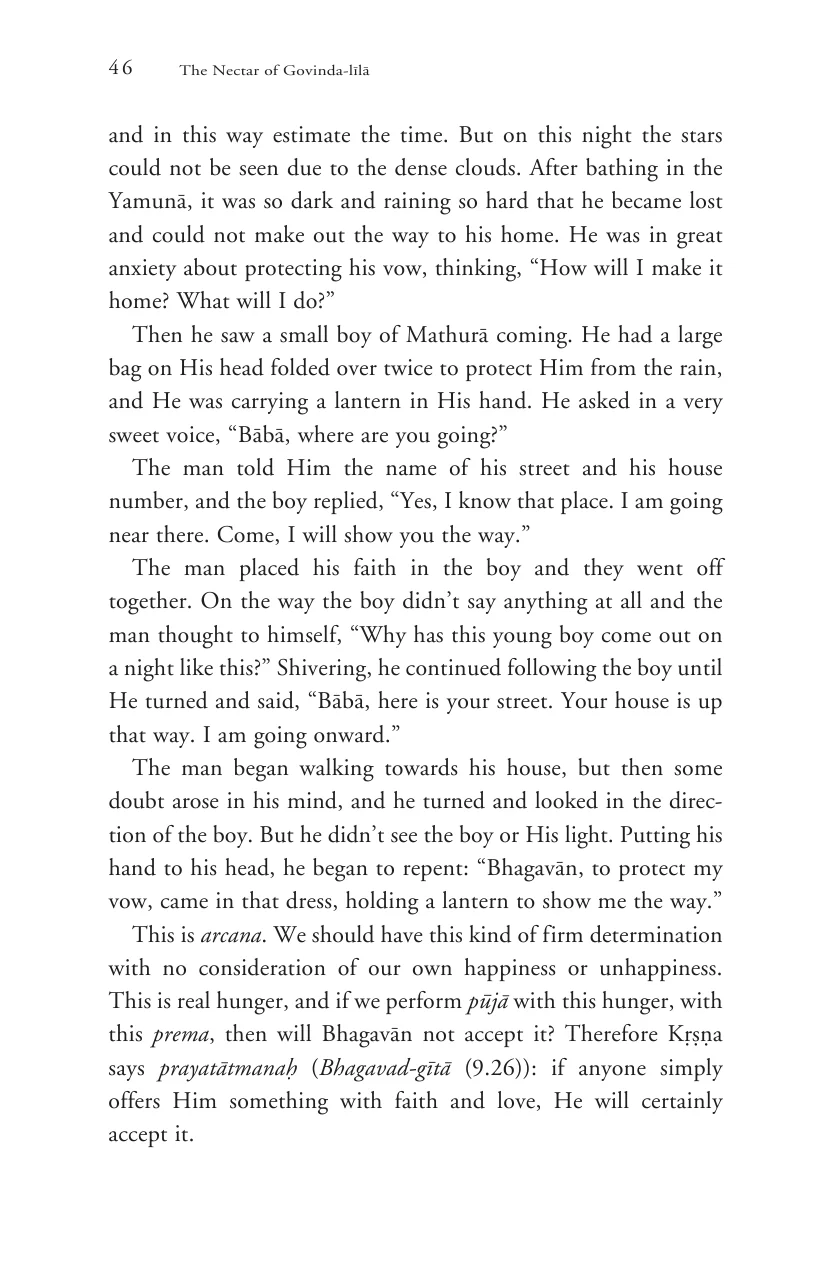 46 The Nectar of Govinda-līlā
and in this way estimate the time. But on this night the stars
could not be seen due to the dense clouds. After bathing in the
Yamunā, it was so dark and raining so hard that he became lost
and could not make out the way to his home. He was in great
anxiety about protecting his vow, thinking, “How will I make it
home? What will I do?”
Then he saw a small boy of Mathurā coming. He had a large
bag on His head folded over twice to protect Him from the rain,
and He was carrying a lantern in His hand. He asked in a very
sweet voice, “Bābā, where are you going?”
The man told Him the name of his street and his house
number, and the boy replied, “Yes, I know that place. I am going
near there. Come, I will show you the way.”
The man placed his faith in the boy and they went off
together. On the way the boy didn’t say anything at all and the
man thought to himself, “Why has this young boy come out on
a night like this?” Shivering, he continued following the boy until
He turned and said, “Bābā, here is your street. Your house is up
that way. I am going onward.”
The man began walking towards his house, but then some
doubt arose in his mind, and he turned and looked in the direc-
tion of the boy. But he didn’t see the boy or His light. Putting his
hand to his head, he began to repent: “Bhagavān, to protect my
vow, came in that dress, holding a lantern to show me the way.”
This is arcana. We should have this kind of firm determination
with no consideration of our own happiness or unhappiness.
This is real hunger, and if we perform pūjā with this hunger, with
this prema, then will Bhagavān not accept it? Therefore Kṛṣṇa
says prayatātmanaḥ (Bhagavad-gītā (9.26)): if anyone simply
offers Him something with faith and love, He will certainly
accept it.